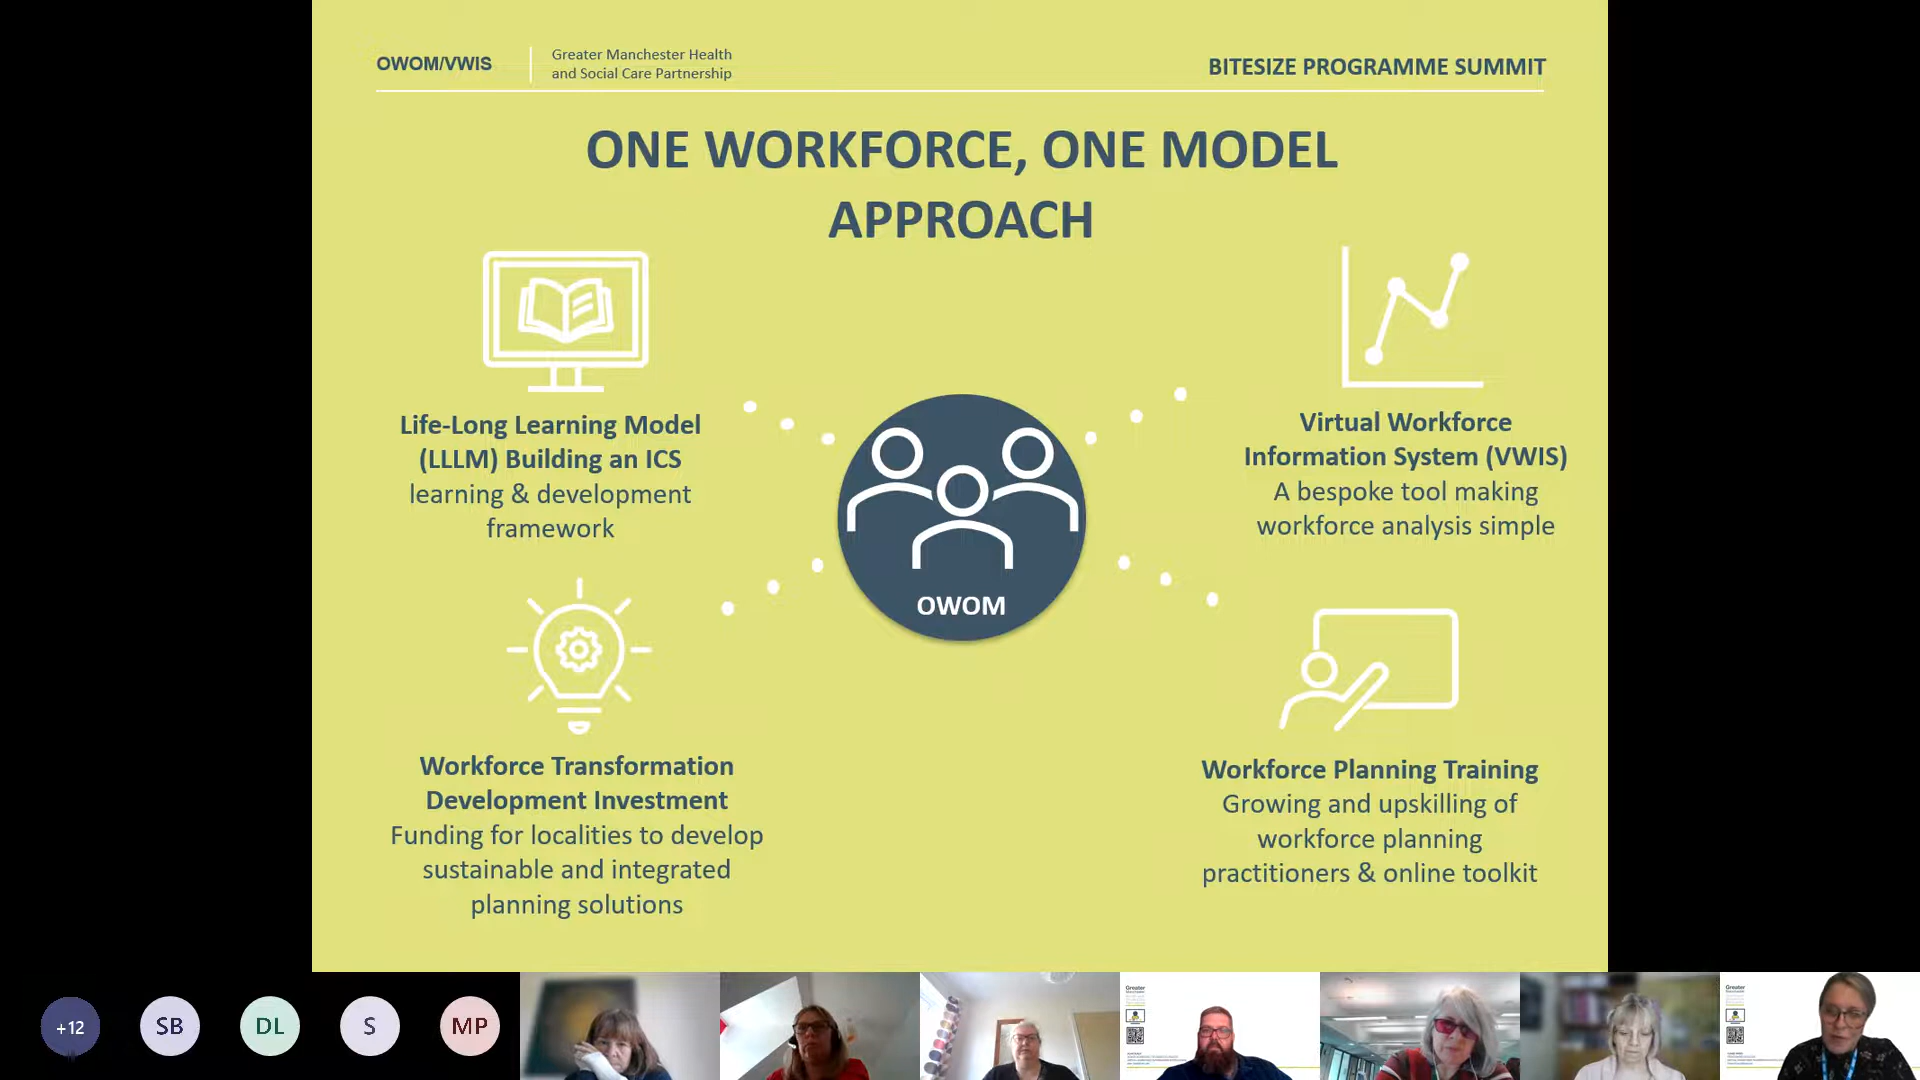 OWOM/VWIS
Greater Manchester Health
and Social Care Partnership
BITESIZE PROGRAMME SUMMIT
ONE WORKFORCE, ONE MODEL
APPROACH
Life-Long Learning Model
(LLLM) Building an ICS
learning & development
framework
Virtual Workforce
Information System (VWIS)
A bespoke tool making
workforce analysis simple
OWOM
Workforce Transformation
Development Investment
Funding for localities to develop
sustainable and integrated
planning solutions
Workforce Planning Training
Growing and upskilling of
workforce planning
practitioners & online toolkit
+12
SB
DL
S
MP
Greater
Greater